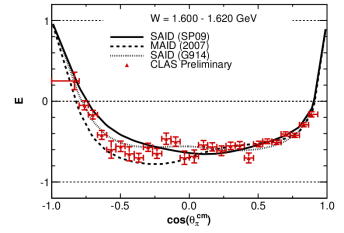 W = 1.600 - 1.620 GeV
SAID (SP09)
MAID (2007)
SAID (G914)
CLAS Preliminary
E
1
0
-1
-1.0 -0.5 0.0 0.5 1.0
cos(θπcm)